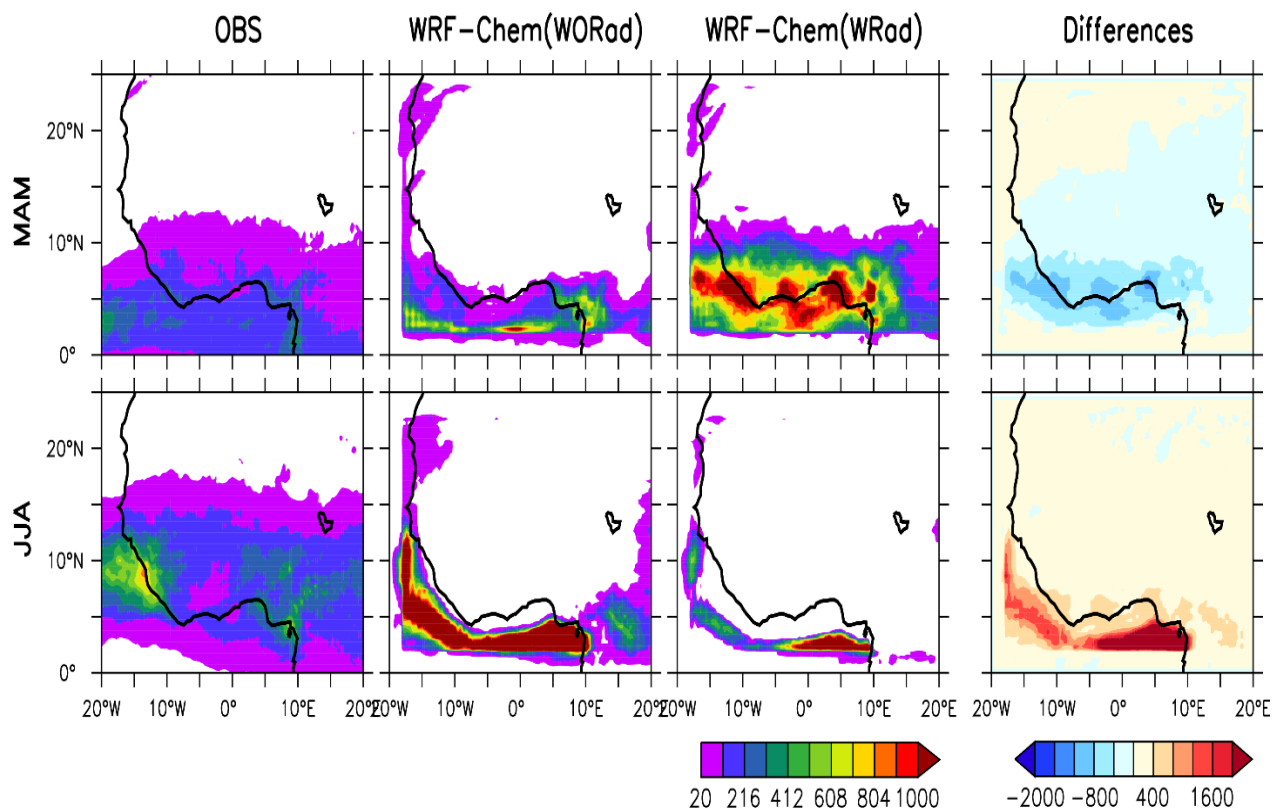 OBS WRF-Chem(WORad) WRF-Chem(WRad) Differences
MAM
20°N
10°N
0°
JJA
20°N
10°N
0°
20°W 10°W 0° 10°E 20°E 20°W 10°W 0° 10°E 20°E 20°W 10°W 0° 10°E 20°E 20°W 10°W 0° 10°E 20°E
20 216 412 608 804 1000 -2000 -800 400 1600